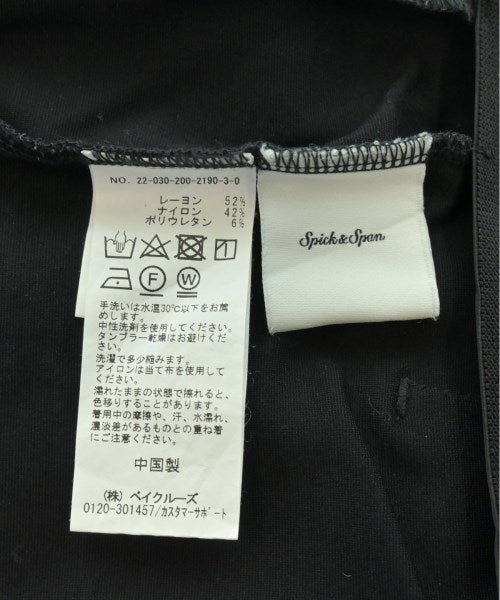 NO. 22-030-200-2190-3-0
レーヨン 52%
ナイロン 42%
ポリウレタン 6%
F W
手洗いは水温30℃以下をお薦
めします。
中性洗剤を使用してください。
タンブラー乾燥はお避けくださ
い。
洗濯で多少縮みます。
アイロンは当て布を使用して
ください。
濡れたままの状態で擦れると、
色移りすることがあります。
着用中の摩擦や、汗、水濡れ、
濃淡差があるものとの重ね着
にご注意ください。
中国製
(株) ベイクルーズ
0120-301457/カスタマーサポート
Spick&Span